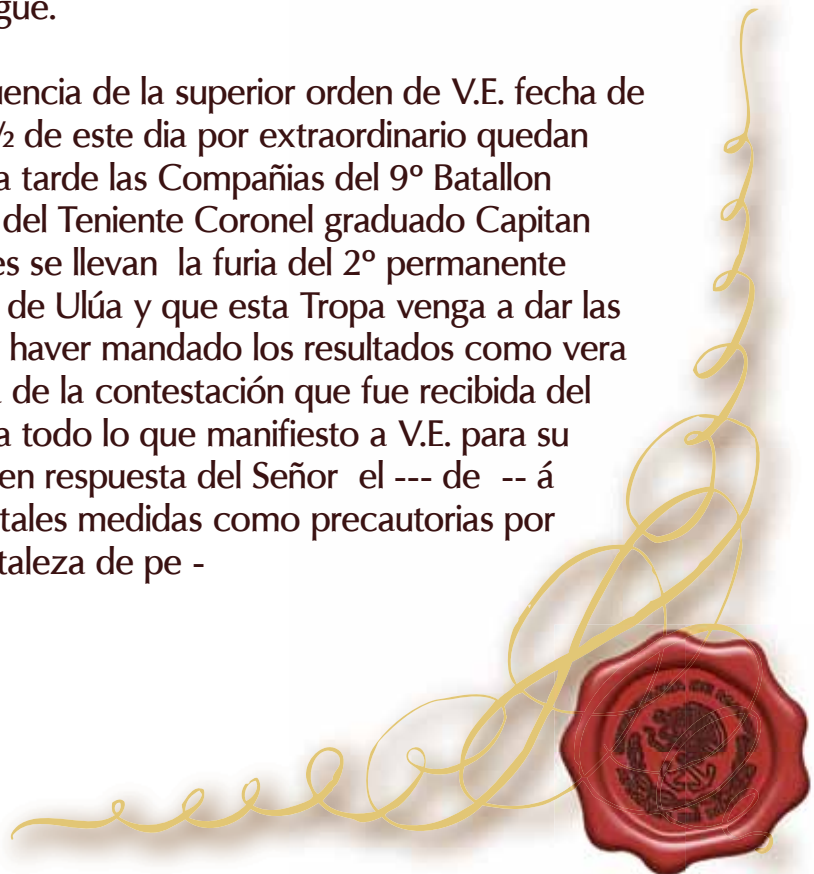 gue.
uencia de la superior orden de V.E. fecha de
½ de este dia por extraordinario quedan
a tarde las Compañias del 9º Batallon
del Teniente Coronel graduado Capitan
es se llevan la furia del 2º permanente
de Ulúa y que esta Tropa venga a dar las
haver mandado los resultados como vera
de la contestación que fue recibida del
a todo lo que manifiesto a V.E. para su
en respuesta del Señor el --- de -- á
tales medidas como precautorias por
taleza de pe -